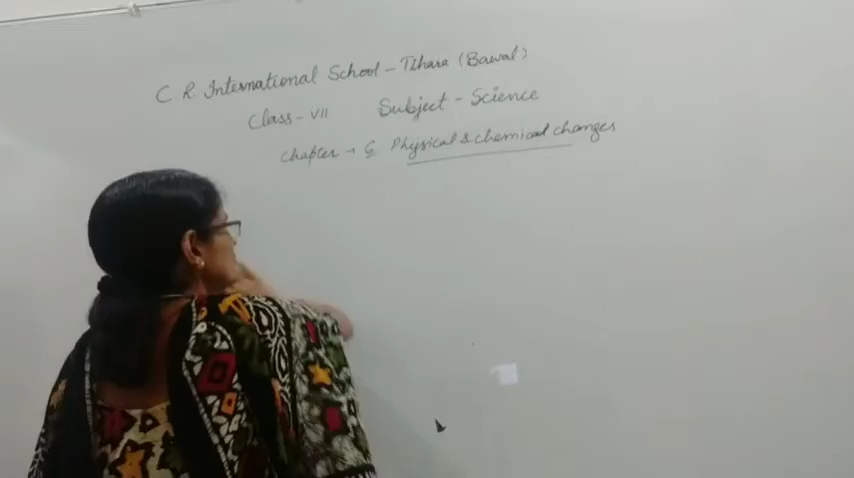 C R International School - Tihara (Bawal)
Class - VII Subject - Science
Chapter → 6 Physical & chemical changes